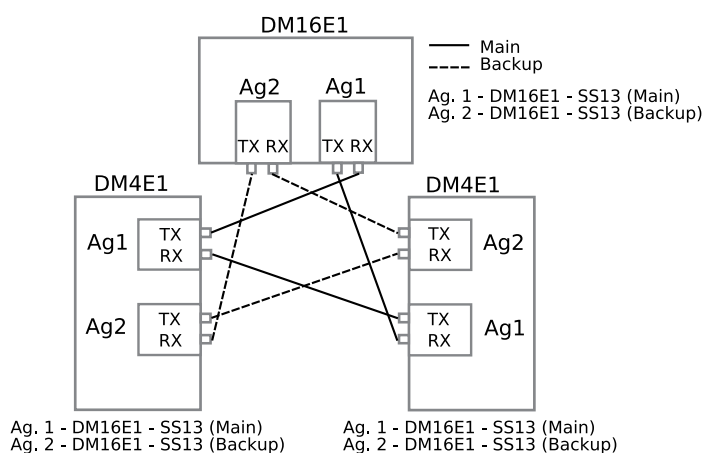 DM16E1
Main
Backup
Ag. 1 - DM16E1 - SS13 (Main)
Ag. 2 - DM16E1 - SS13 (Backup)
Ag2
Ag1
TX RX
TX RX
DM4E1
Ag1
TX
RX
Ag2
TX
RX
DM4E1
TX
RX
Ag2
TX
RX
Ag1
Ag. 1 - DM16E1 - SS13 (Main)
Ag. 2 - DM16E1 - SS13 (Backup)
Ag. 1 - DM16E1 - SS13 (Main)
Ag. 2 - DM16E1 - SS13 (Backup)